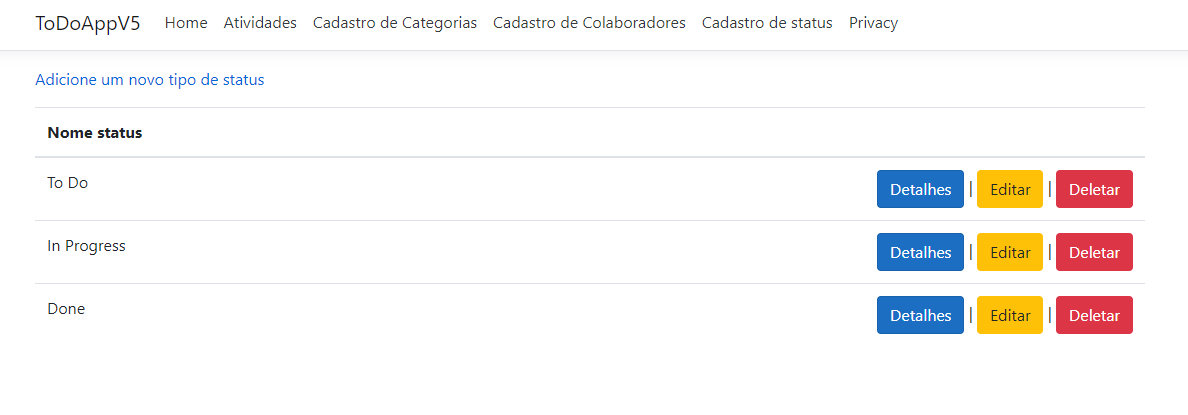 ToDoAppV5 Home Atividades Cadastro de Categorias Cadastro de Colaboradores Cadastro de status Privacy
Adicione um novo tipo de status
Nome status
To Do Detalhes | Editar | Deletar
In Progress Detalhes | Editar | Deletar
Done Detalhes | Editar | Deletar